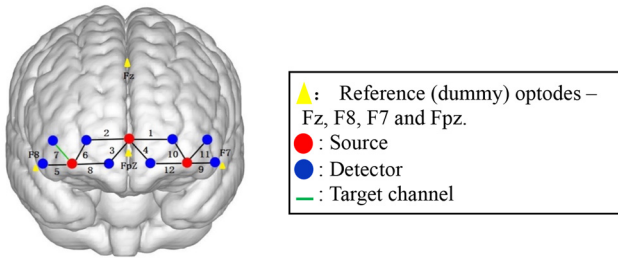 Fz
2 1
F8 7 6 3 4 10 11 F7
5 8 FpZ 12 9
: Reference (dummy) optodes –
Fz, F8, F7 and Fpz.
: Source
: Detector
: Target channel